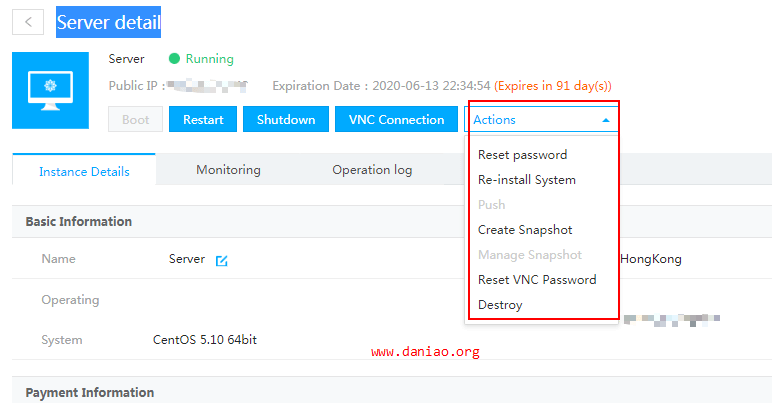 Server detail
Server Running
Public IP : Expiration Date : 2020-06-13 22:34:54 (Expires in 91 day(s))
Boot Restart Shutdown VNC Connection Actions
Reset password
Re-install System
Push
Create Snapshot
Manage Snapshot
Reset VNC Password
Destroy
Instance Details Monitoring Operation log
Basic Information
Name Server HongKong
Operating
System CentOS 5.10 64bit
www.daniao.org
Payment Information